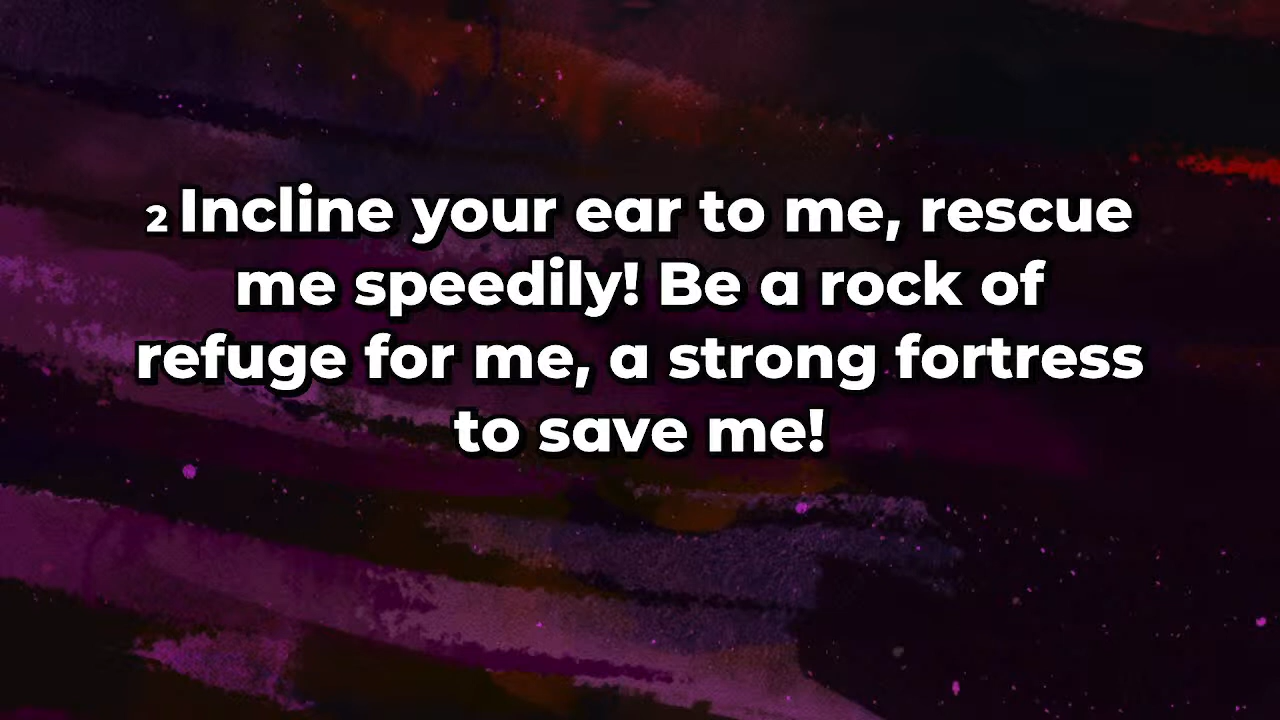 2 Incline your ear to me, rescue
me speedily! Be a rock of
refuge for me, a strong fortress
to save me!